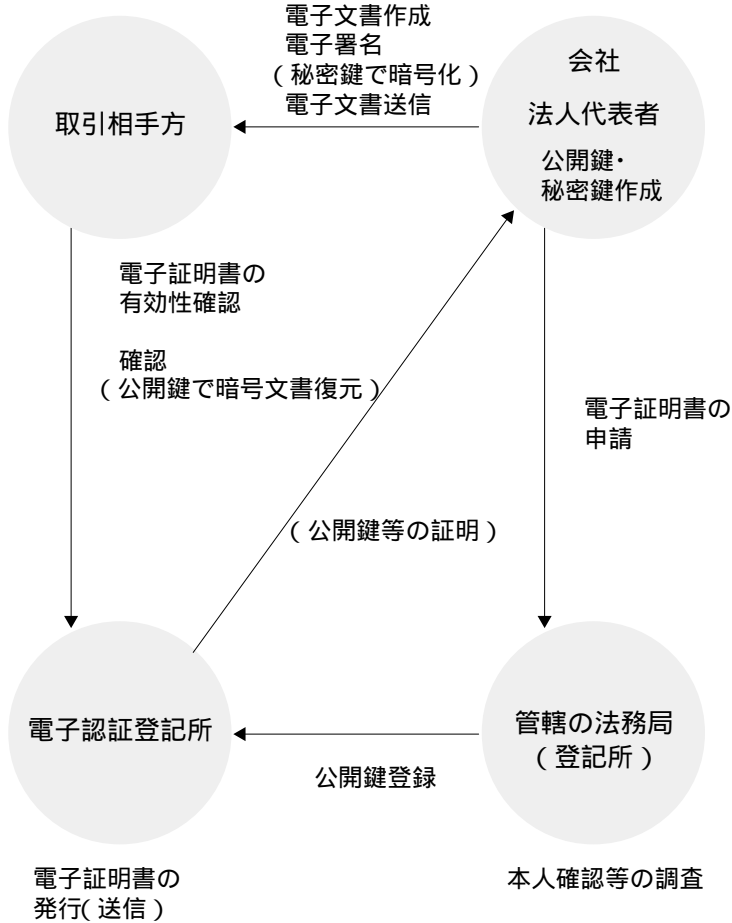 電子文書作成
電子署名
(秘密鍵で暗号化)
電子文書送信
取引相手方
会社
法人代表者
公開鍵・
秘密鍵作成
電子証明書の
有効性確認
確認
(公開鍵で暗号文書復元)
電子証明書の
申請
(公開鍵等の証明)
電子認証登記所
管轄の法務局
(登記所)
公開鍵登録
電子証明書の
発行(送信)
本人確認等の調査